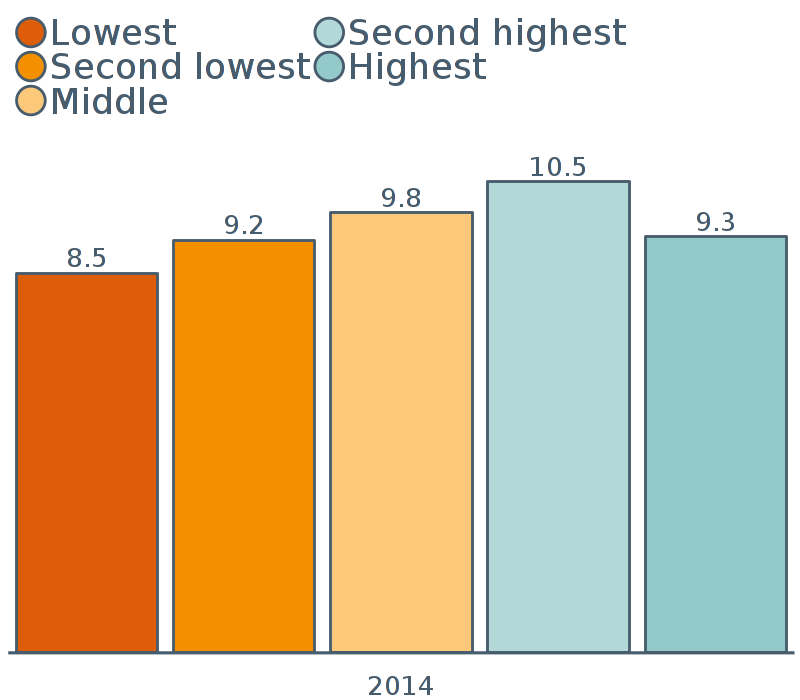 Lowest
Second lowest
Middle
Second highest
Highest
10.5
9.8
9.2
9.3
8.5
2014